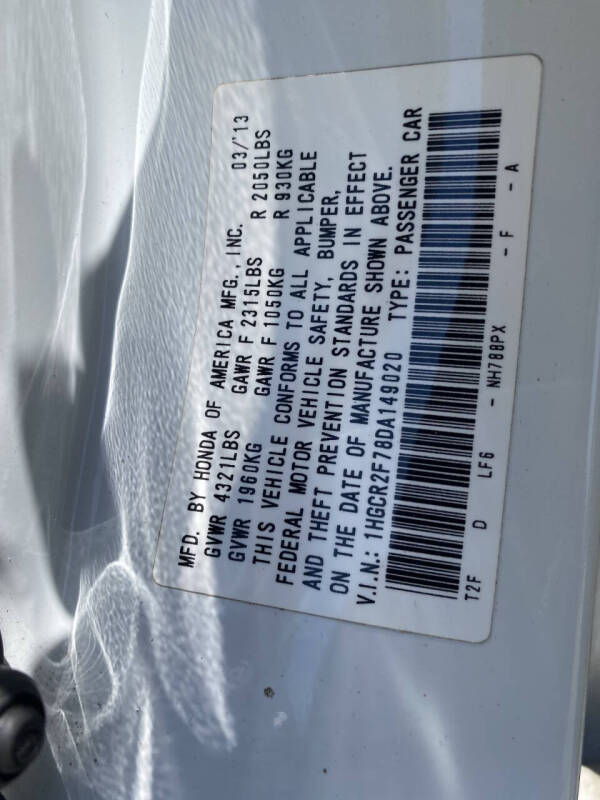 MFD. BY HONDA OF AMERICA MFG., INC. 03/'13
GVWR 4321LBS GAWR F 2315LBS R 2050LBS
GVWR 1960KG GAWR F 1050KG R 930KG
THIS VEHICLE CONFORMS TO ALL APPLICABLE
FEDERAL MOTOR VEHICLE SAFETY, BUMPER,
AND THEFT PREVENTION STANDARDS IN EFFECT
ON THE DATE OF MANUFACTURE SHOWN ABOVE.
V.I.N.: 1HGCR2F78DA149020 TYPE: PASSENGER CAR
T2F D LF6 - NH788PX - F - A